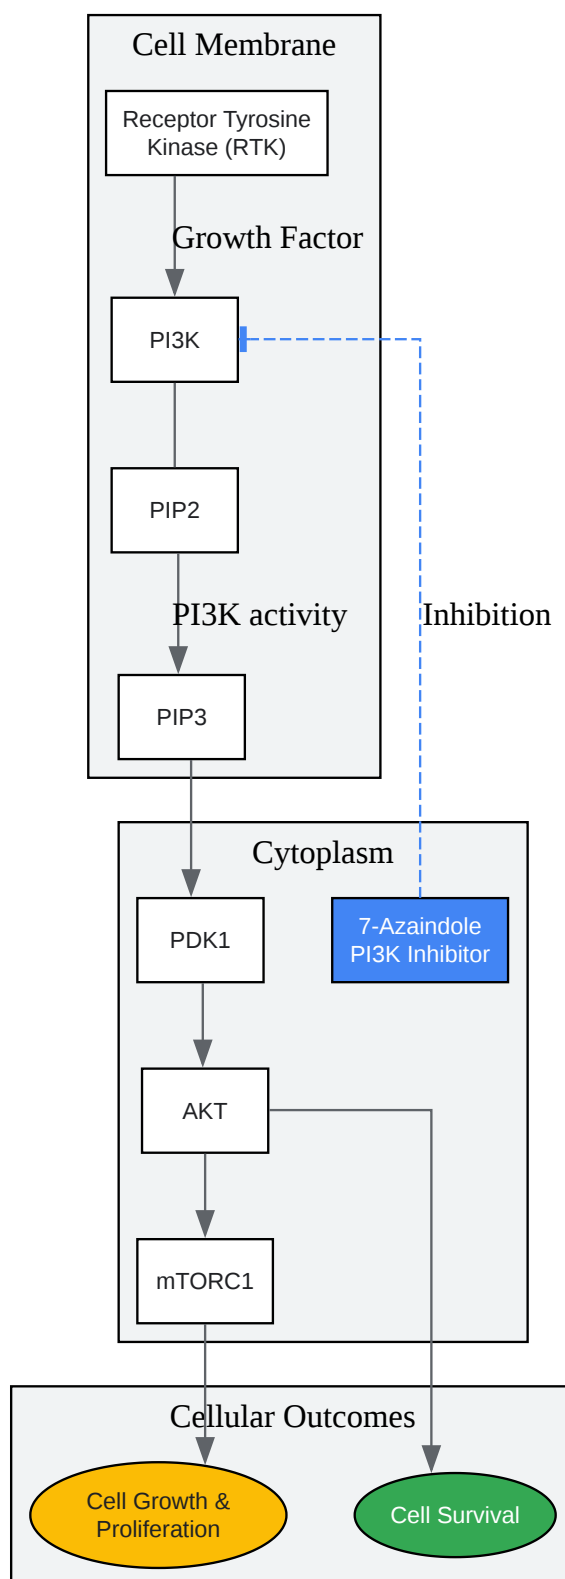 Cell Membrane
Receptor Tyrosine
Kinase (RTK)
Growth Factor
PI3K
PIP2
PI3K activity
Inhibition
PIP3
Cytoplasm
PDK1
7-Azaindole
PI3K Inhibitor
AKT
mTORC1
Cellular Outcomes
Cell Growth &
Proliferation
Cell Survival